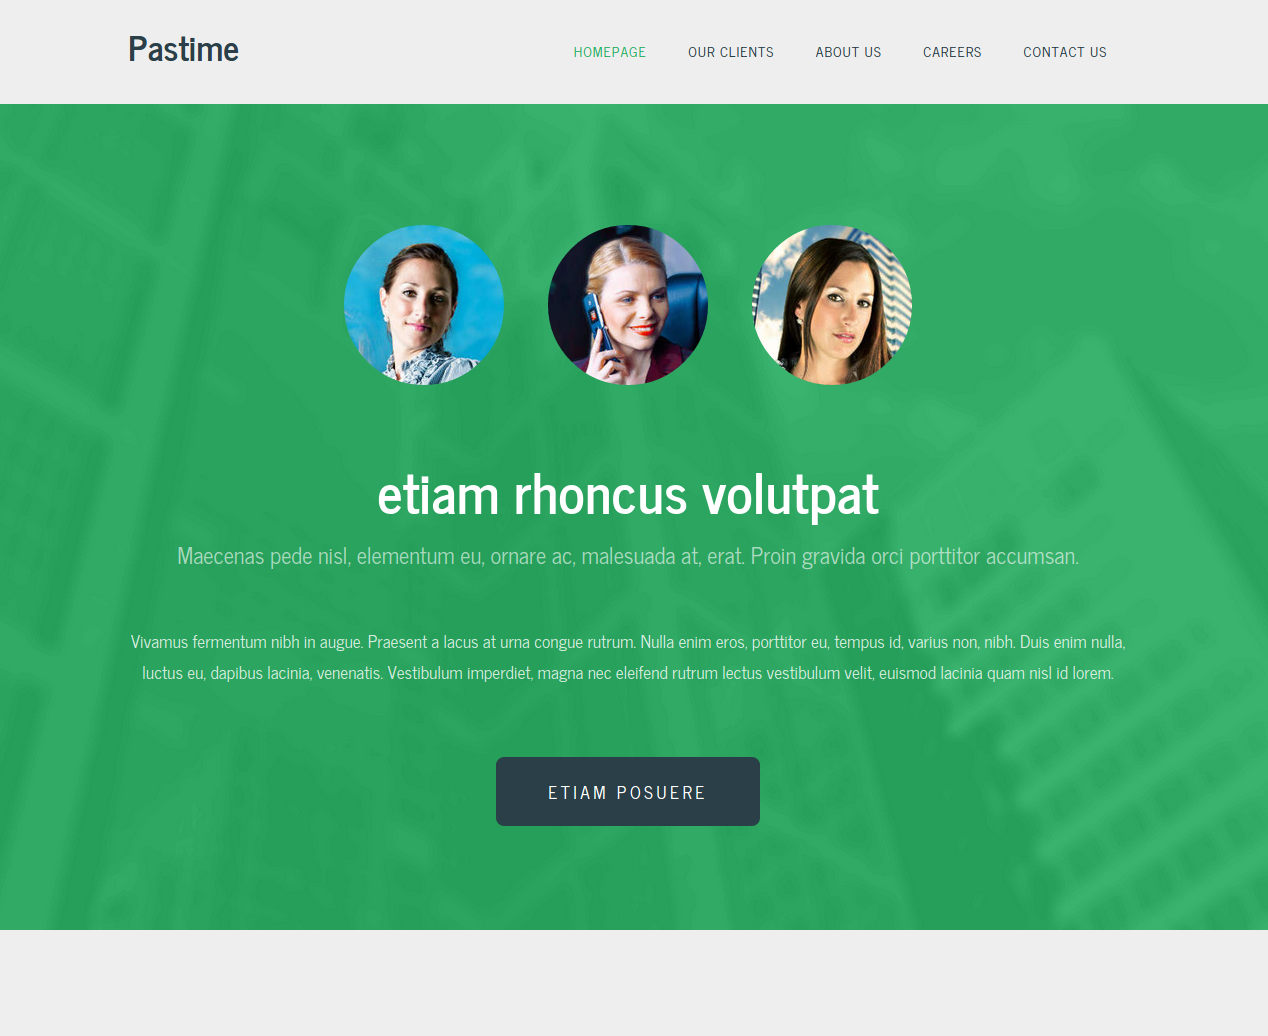 Pastime
HOMEPAGE OUR CLIENTS ABOUT US CAREERS CONTACT US
etiam rhoncus volutpat
Maecenas pede nisl, elementum eu, ornare ac, malesuada at, erat. Proin gravida orci porttitor accumsan.
Vivamus fermentum nibh in augue. Praesent a lacus at urna congue rutrum. Nulla enim eros, porttitor eu, tempus id, varius non, nibh. Duis enim nulla,
luctus eu, dapibus lacinia, venenatis. Vestibulum imperdiet, magna nec eleifend rutrum lectus vestibulum velit, euismod lacinia quam nisl id lorem.
ETIAM POSUERE